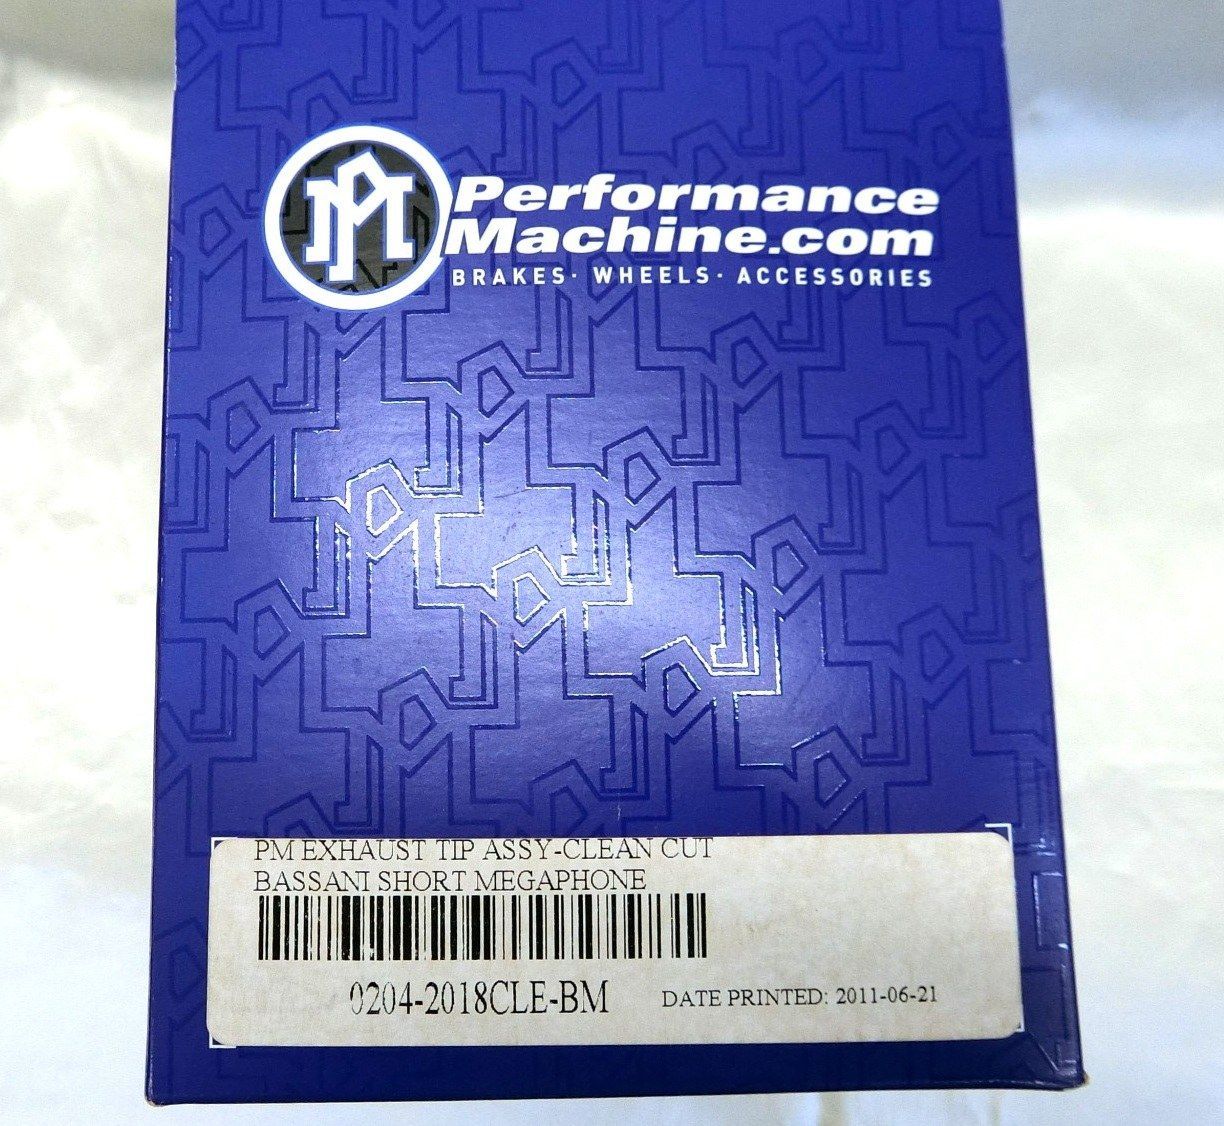 PM
Performance
Machine.com
BRAKES · WHEELS · ACCESSORIES
PM EXHAUST TIP ASSY-CLEAN CUT
BASSANI SHORT MEGAPHONE
0204-2018CLE-BM
DATE PRINTED: 2011-06-21